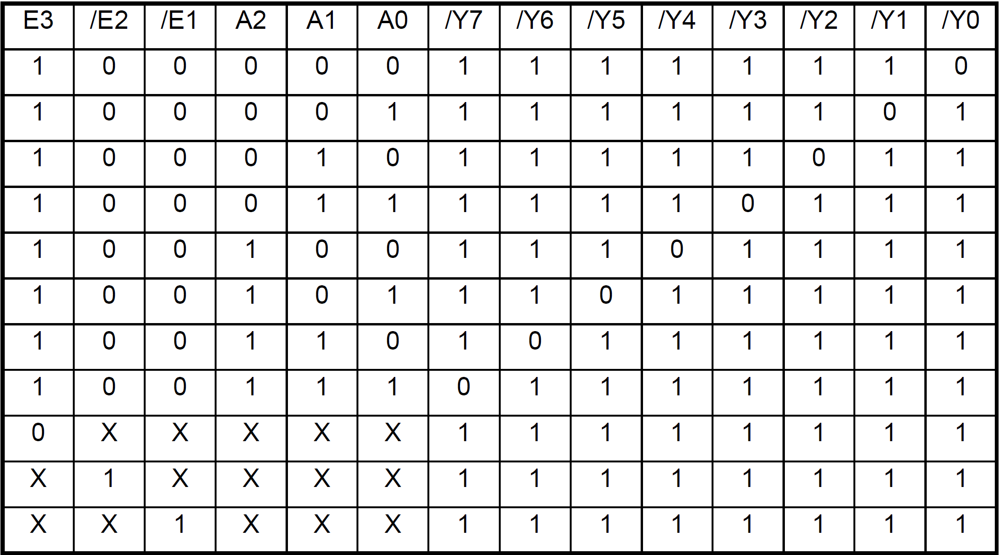 E3 /E2 /E1 A2 A1 A0 /Y7 /Y6 /Y5 /Y4 /Y3 /Y2 /Y1 /Y0
1 0 0 0 0 0 1 1 1 1 1 1 1 0
1 0 0 0 0 1 1 1 1 1 1 1 0 1
1 0 0 0 1 0 1 1 1 1 1 0 1 1
1 0 0 0 1 1 1 1 1 1 0 1 1 1
1 0 0 1 0 0 1 1 1 0 1 1 1 1
1 0 0 1 0 1 1 1 0 1 1 1 1 1
1 0 0 1 1 0 1 0 1 1 1 1 1 1
1 0 0 1 1 1 0 1 1 1 1 1 1 1
0 X X X X X 1 1 1 1 1 1 1 1
X 1 X X X X 1 1 1 1 1 1 1 1
X X 1 X X X 1 1 1 1 1 1 1 1